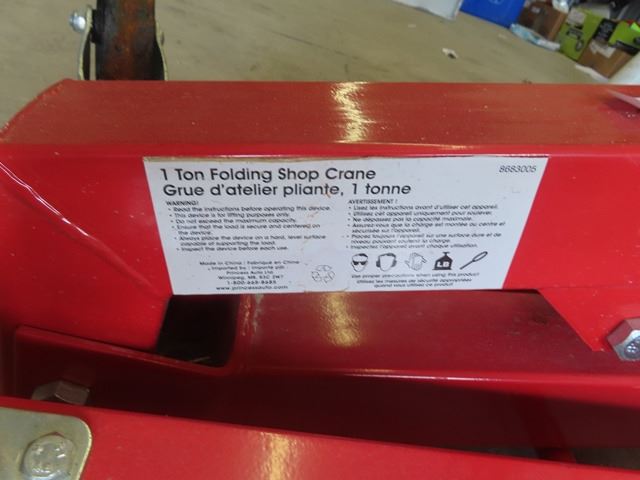 1 Ton Folding Shop Crane
8683005
Grue d'atelier pliante, 1 tonne
WARNING!
• Read the instructions before operating this device.
• This device is for lifting purposes only.
• Do not exceed the maximum capacity.
• Ensure that the load is secure and centered on
the device.
• Always place the device on a hard, level surface
capable of supporting the load.
• Inspect the device before each use.
AVERTISSEMENT !
• Lisez les instructions avant d'utiliser cet appareil.
• Utilisez cet appareil uniquement pour soulever.
• Ne dépassez pas la capacité maximale.
• Assurez-vous que la charge est montée au centre et
sécurisée sur l'appareil.
• Placez toujours l'appareil sur une surface dure et de
niveau pouvant soutenir la charge.
• Inspectez l'appareil avant chaque utilisation.
Made in China / Fabriqué en Chine
Imported by / Importé par:
Princess Auto Ltd
Winnipeg, MB, R3C 2M7
1-800-665-8685
www.princessauto.com
LB
Use proper precautions when using this product
Utilisez les mesures de sécurité appropriées
quand vous utilisez ce produit